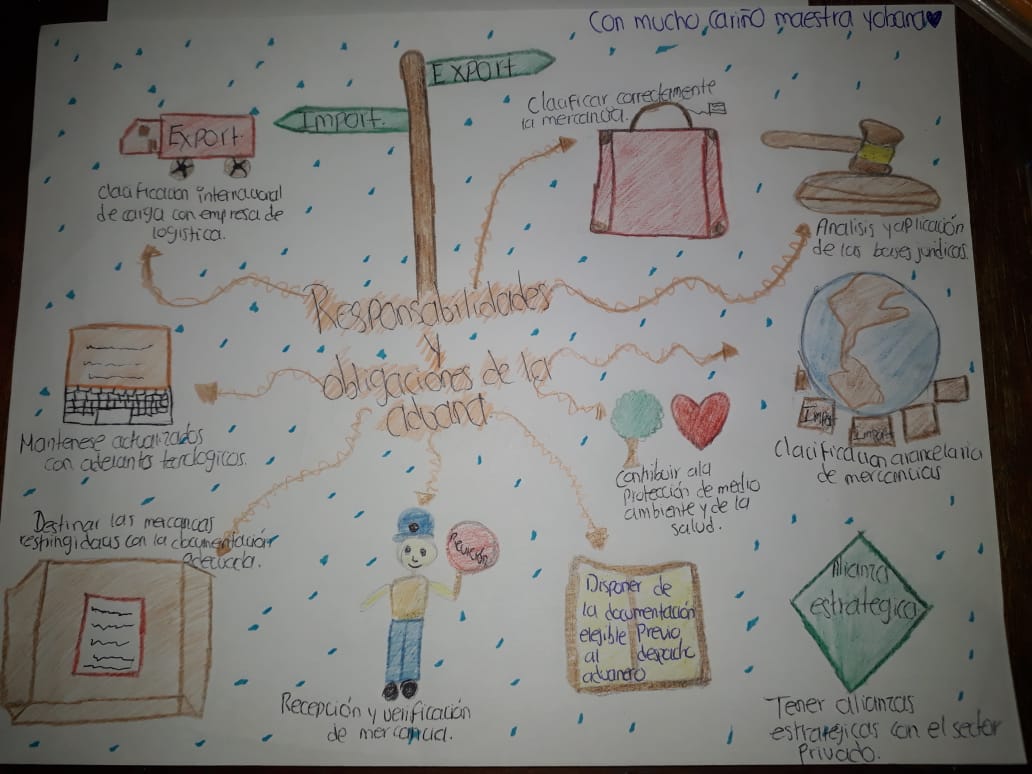 Con mucho cariño maestra yohana
Export
Import.
Export.
Clacificacion internacional
de carga con empresa de
logistica.
Clacificar correctamente
la mercancia.
Analisis y aplicación
de las bases juridicas.
Responsabilidades
y
obligaciones de la
aduana
Mantenese actualizados
con adelantos tecnologicos.
Contribuir a la
Protección de medio
ambiente y de la
salud.
Import
Import
Clacificacion arancelaria
de mercancias
Destinar las mercancas
restringidas con la documentación
adecuada.
Revisión
Recepción y verificación
de mercancia.
Disponer de
la documentación
elegible Previo
al despacho
aduanero
Alianza
estrategica
Tener alianzas
estrategicas con el sector
Privado.